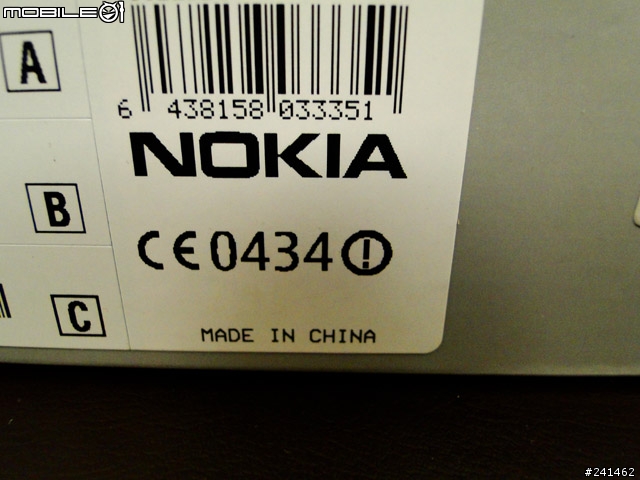 MOBILE01
A
6 438158 033351
NOKIA
B
CE0434!
C
MADE IN CHINA
#241462